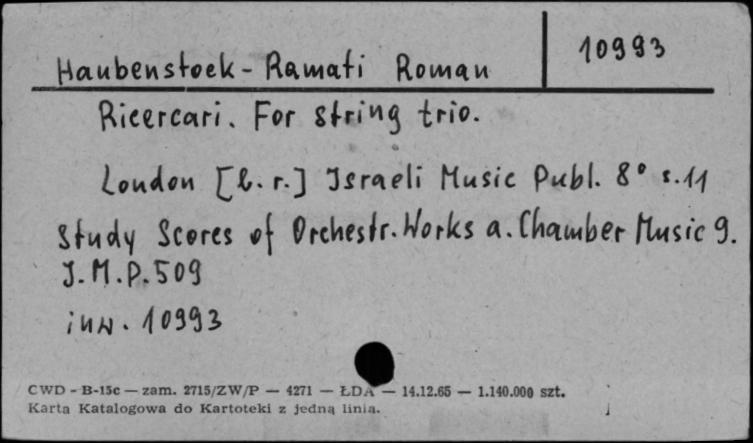 Haubenstock-Ramati Roman
10993
Ricercari. For string trio.
London [b.r.] Israeli Music Publ. 8° s.11
Study Scores of Orchestr. Works a. Chamber Music 9.
I.M.P. 509
inw. 10993
CWD - B-15c — zam. 2715/ZW/P — 4271 — ŁDA — 14.12.65 — 1.140.000 szt.
Karta Katalogowa do Kartoteki z jedną linia.